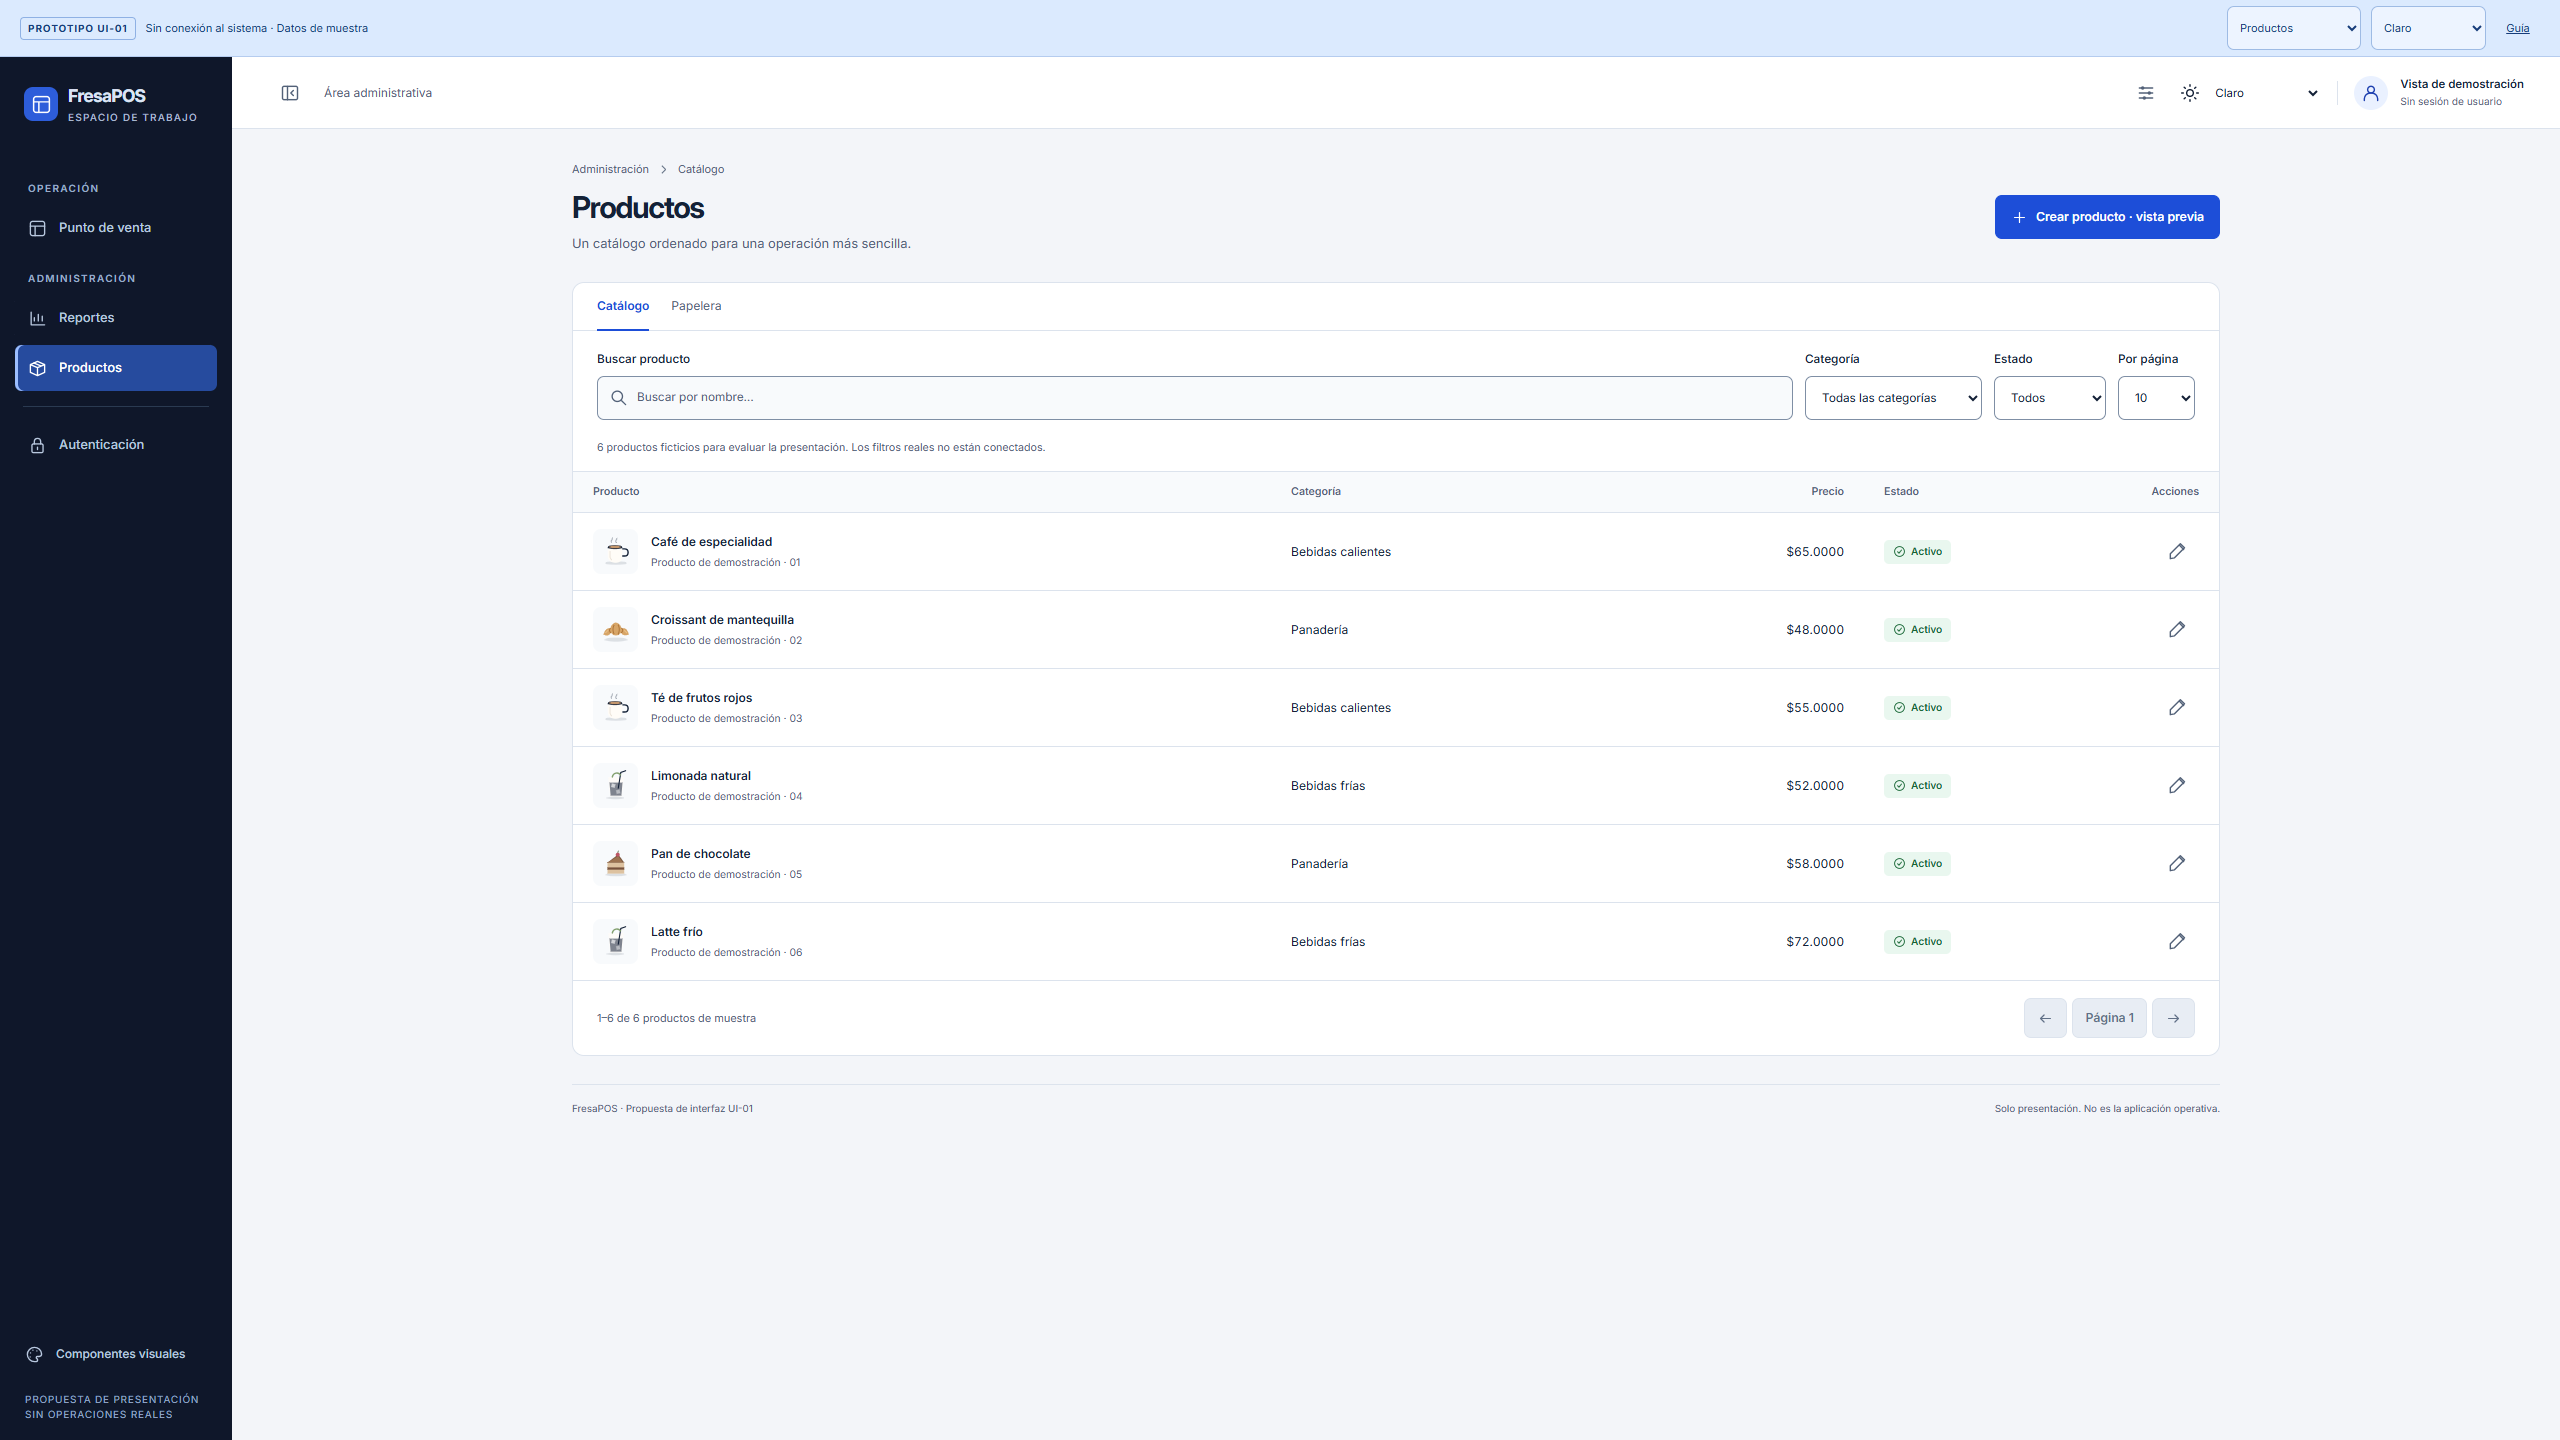 PROTOTIPO UI-01 Sin conexión al sistema · Datos de muestra Productos Claro Guía
FresaPOS
ESPACIO DE TRABAJO
OPERACIÓN
Punto de venta
ADMINISTRACIÓN
Reportes
Productos
Autenticación
Componentes visuales
PROPUESTA DE PRESENTACIÓN
SIN OPERACIONES REALES
Área administrativa Claro
Vista de demostración
Sin sesión de usuario
Administración Catálogo
Productos
Un catálogo ordenado para una operación más sencilla.
Crear producto · vista previa
Catálogo Papelera
Buscar producto Categoría Estado Por página
Buscar por nombre... Todas las categorías Todos 10
6 productos ficticios para evaluar la presentación. Los filtros reales no están conectados.
Producto Categoría Precio Estado Acciones
Café de especialidad
Producto de demostración · 01
Bebidas calientes $65.0000 Activo
Croissant de mantequilla
Producto de demostración · 02
Panadería $48.0000 Activo
Té de frutos rojos
Producto de demostración · 03
Bebidas calientes $55.0000 Activo
Limonada natural
Producto de demostración · 04
Bebidas frías $52.0000 Activo
Pan de chocolate
Producto de demostración · 05
Panadería $58.0000 Activo
Latte frío
Producto de demostración · 06
Bebidas frías $72.0000 Activo
1–6 de 6 productos de muestra Página 1
FresaPOS · Propuesta de interfaz UI-01 Solo presentación. No es la aplicación operativa.